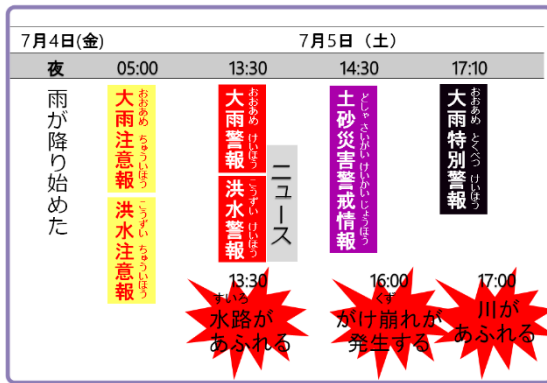 7月4日(金)
7月5日（土）
夜
05:00
13:30
14:30
17:10
雨が降り始めた
大雨注意報
おおあめ ちゅういほう
洪水注意報
こうずい ちゅういほう
大雨警報
おおあめ けいほう
洪水警報
こうずい けいほう
ニュース
土砂災害警戒情報
どしゃ さいがい けいかい じょうほう
大雨特別警報
おおあめ とくべつ けいほう
13:30
すいろ
水路が
あふれる
16:00
くず
がけ崩れが
発生する
17:00
川が
あふれる